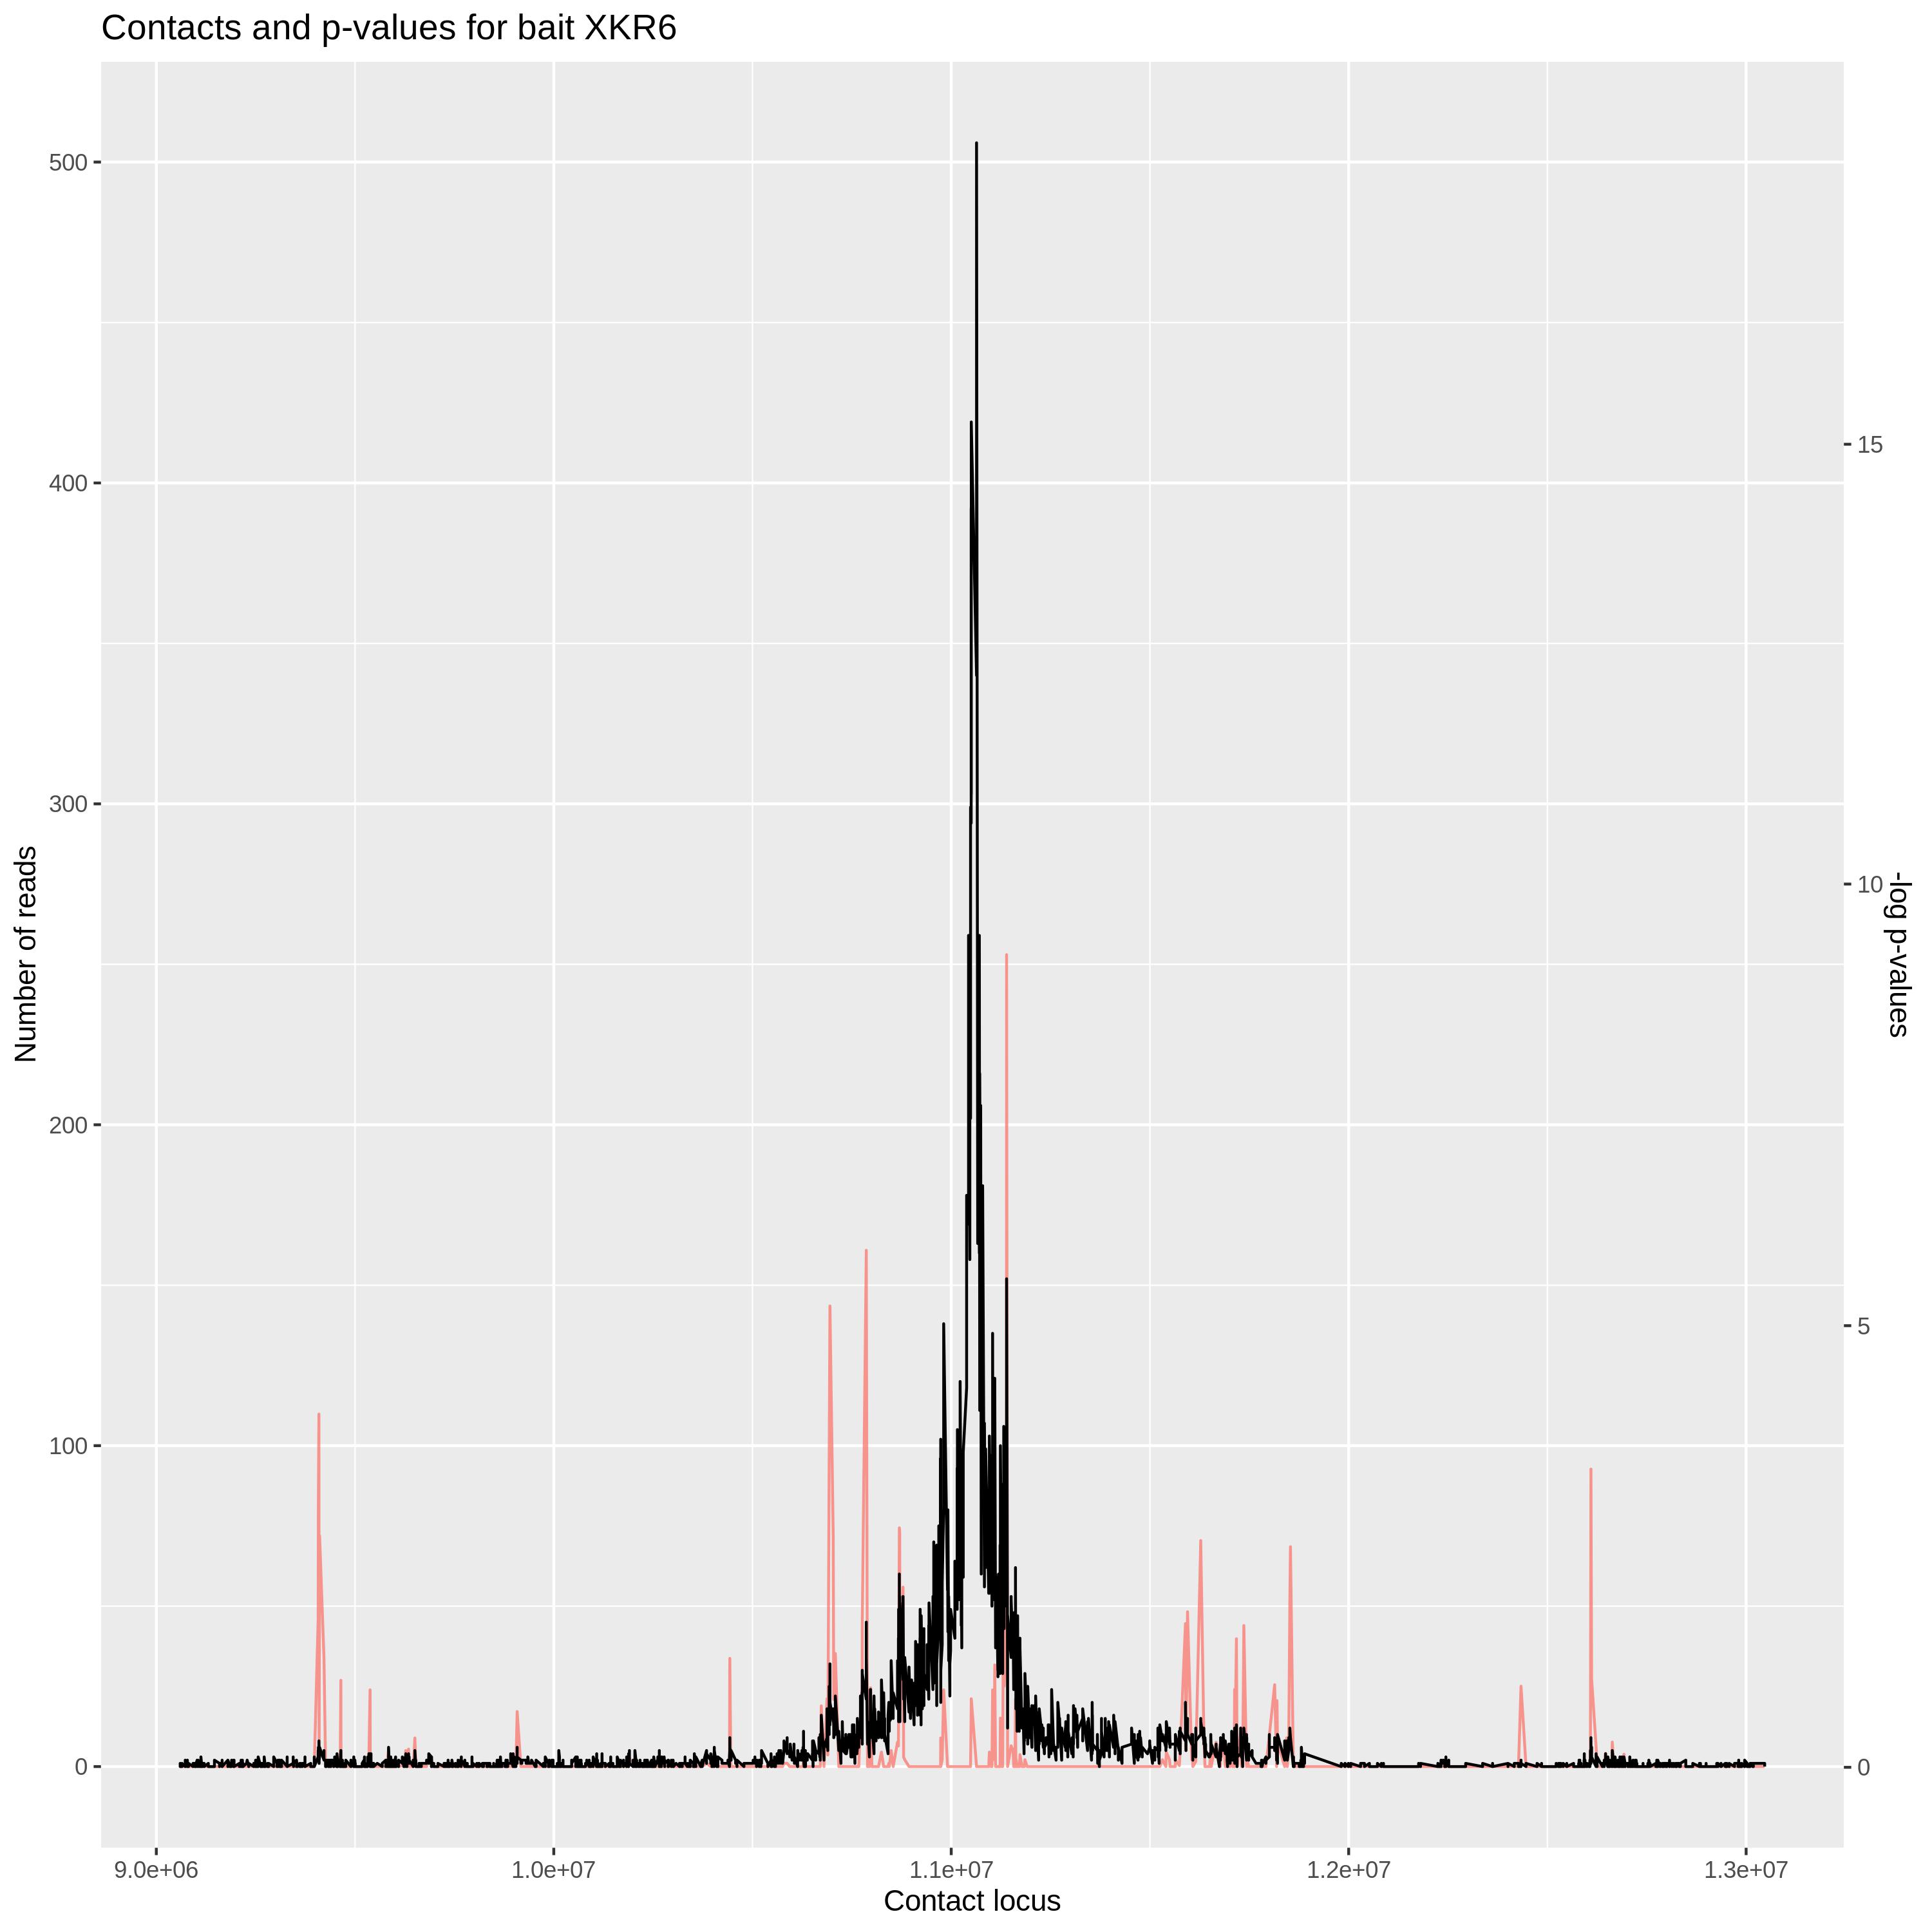 Contacts and p-values for bait XKR6
500
400
300
200
100
0
Number of reads
15
10
5
0
-log p-values
9.0e+06
1.0e+07
1.1e+07
1.2e+07
1.3e+07
Contact locus